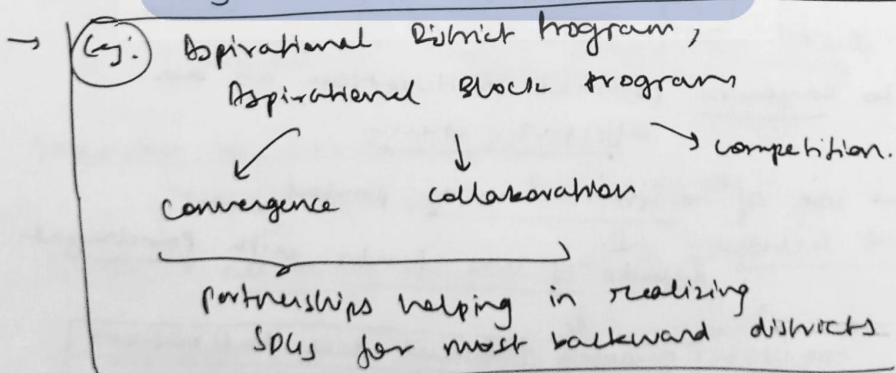 → Eg: Aspirational District Program,
Aspirational Block Program
convergence collaboration → competition.
Partnerships helping in realizing
SDGs for most backward districts